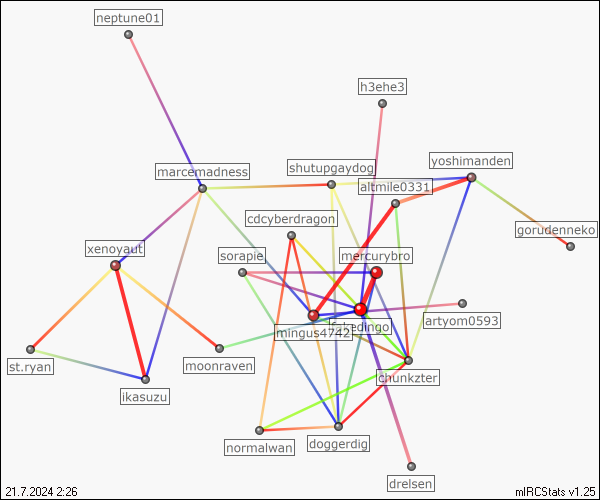 neptune01
h3ehe3
yoshimanden
marcemadness
shutupgaydog
altmile0331
cdcyberdragon
gorudenneko
xenoyaut
sorapie
mercurybro
artyom0593
mingus4742
st.ryan
moonraven
chunkzter
ikasuzu
normalwan
doggerdig
drelsen
21.7.2024 2:26
mIRCStats v1.25